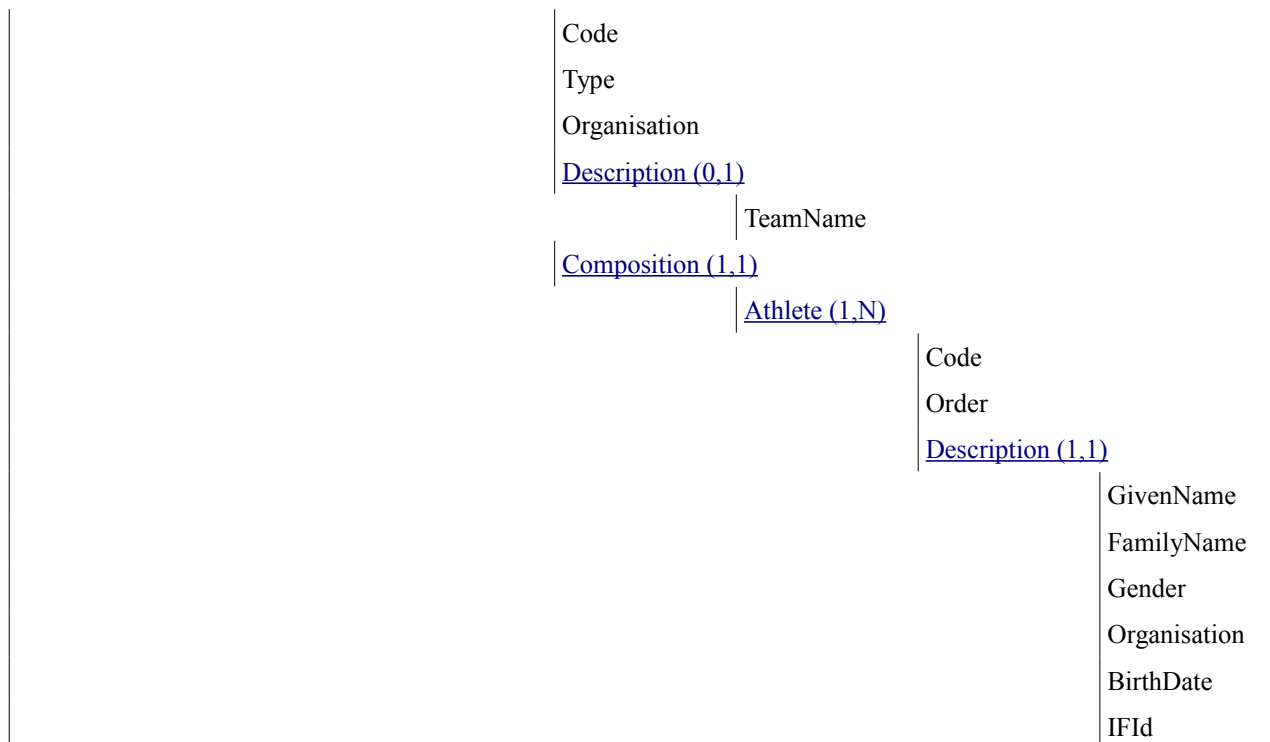 Code
Type
Organisation
Description (0,1)
TeamName
Composition (1,1)
Athlete (1,N)
Code
Order
Description (1,1)
GivenName
FamilyName
Gender
Organisation
BirthDate
IFId